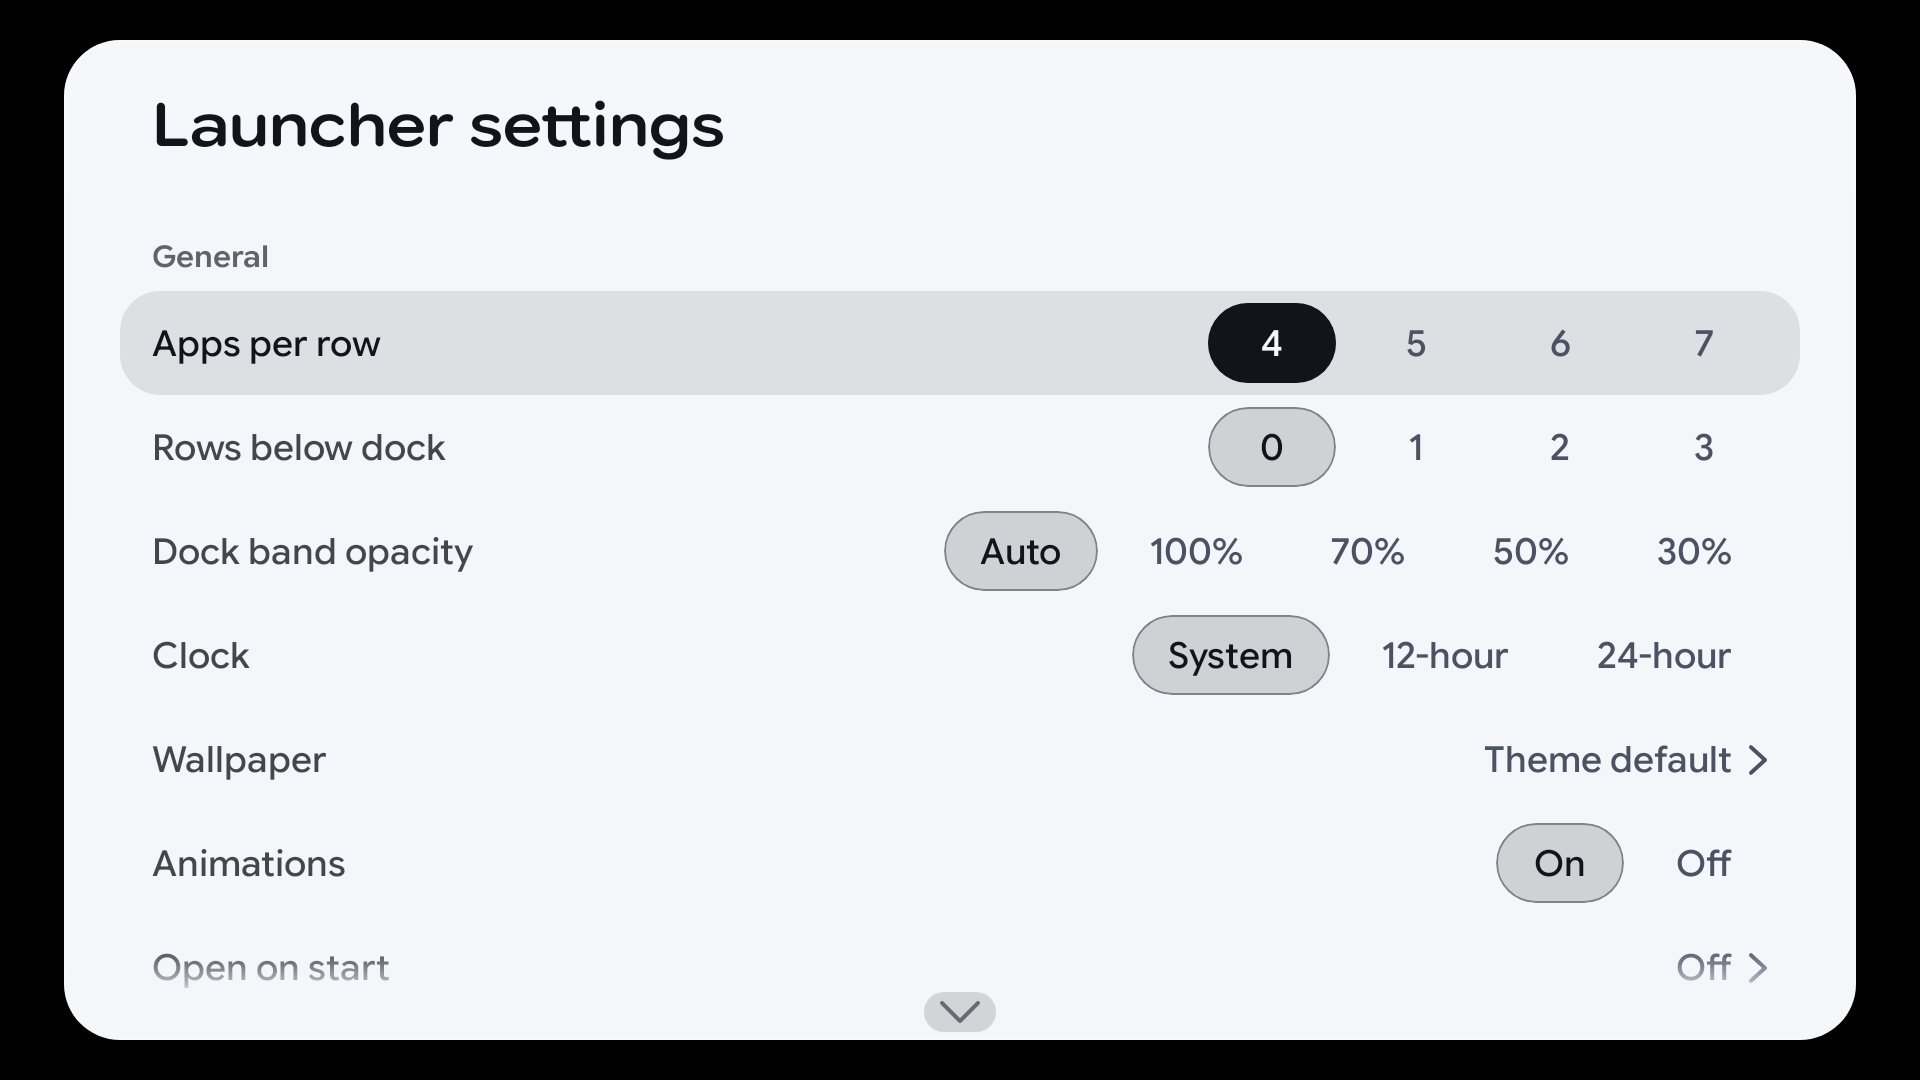 Launcher settings
General
Apps per row 4 5 6 7
Rows below dock 0 1 2 3
Dock band opacity Auto 100% 70% 50% 30%
Clock System 12-hour 24-hour
Wallpaper Theme default
Animations On Off
Open on start Off